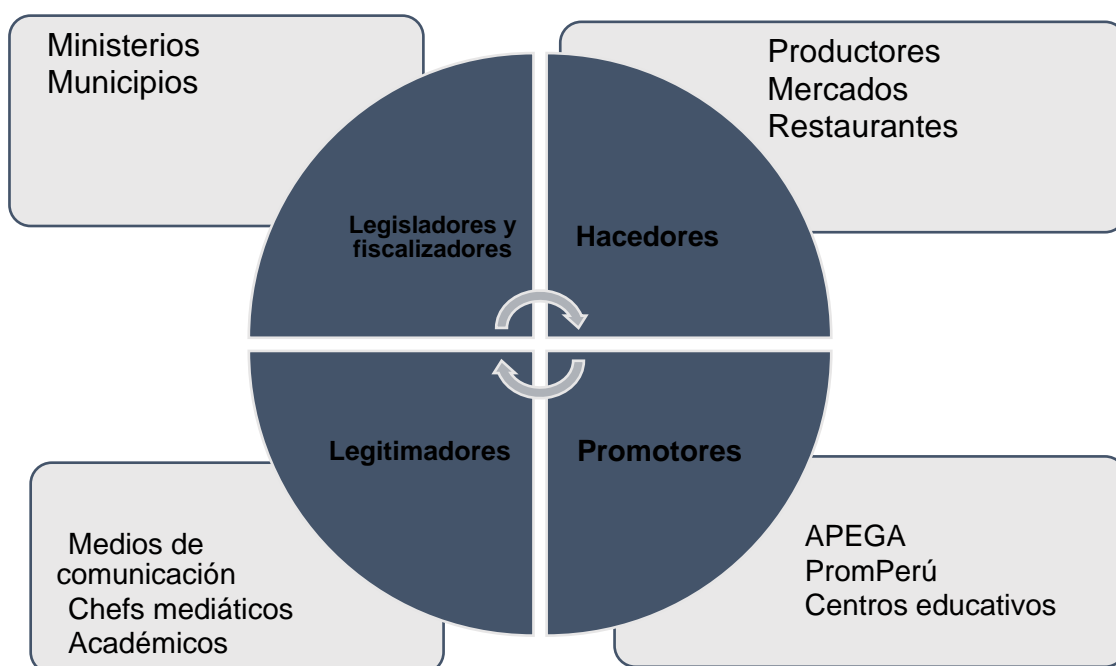 Ministerios
Municipios
Productores
Mercados
Restaurantes
Legisladores y
fiscalizadores
Hacedores
Legitimadores
Promotores
Medios de
comunicación
Chefs mediáticos
Académicos
APEGA
PromPerú
Centros educativos